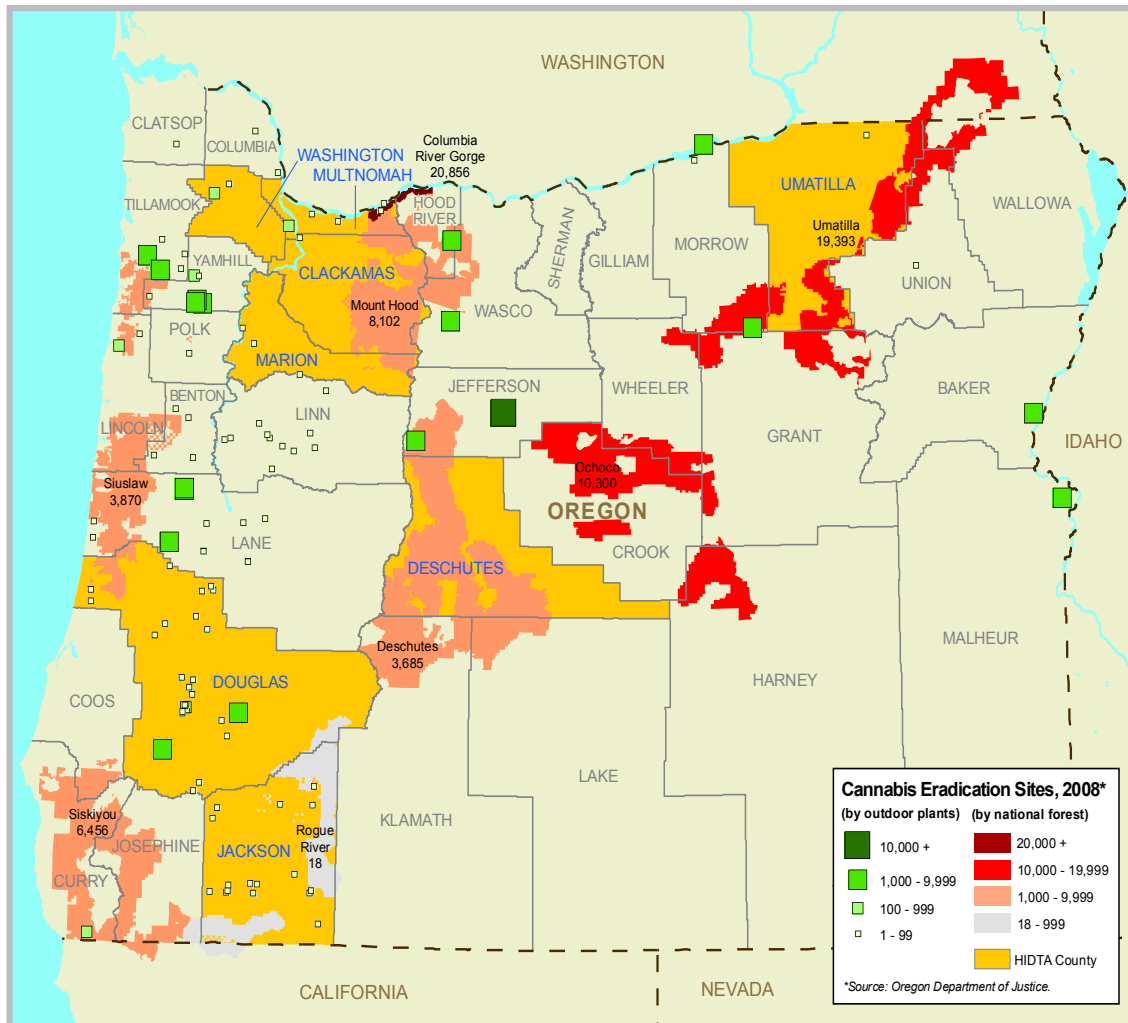 WASHINGTON
CLATSOP
COLUMBIA
WASHINGTON
MULTNOMAH
Columbia
River Gorge
20,856
HOOD
RIVER
TILLAMOOK
YAMHILL
CLACKAMAS
Mount Hood
8,102
WASCO
SHERMAN
GILLIAM
MORROW
UMATILLA
Umatilla
19,393
WALLOWA
UNION
POLK
MARION
JEFFERSON
WHEELER
BAKER
BENTON
LINN
LINCOLN
GRANT
IDAHO
Siuslaw
3,870
Ochoco
10,300
OREGON
LANE
CROOK
DESCHUTES
Deschutes
3,685
MALHEUR
HARNEY
DOUGLAS
COOS
LAKE
KLAMATH
Siskiyou
6,456
JOSEPHINE
CURRY
JACKSON
Rogue
River
18
CALIFORNIA
NEVADA
Cannabis Eradication Sites, 2008*
(by outdoor plants) (by national forest)
10,000 + 20,000 +
1,000 - 9,999 10,000 - 19,999
100 - 999 1,000 - 9,999
1 - 99 18 - 999
HIDTA County
*Source: Oregon Department of Justice.